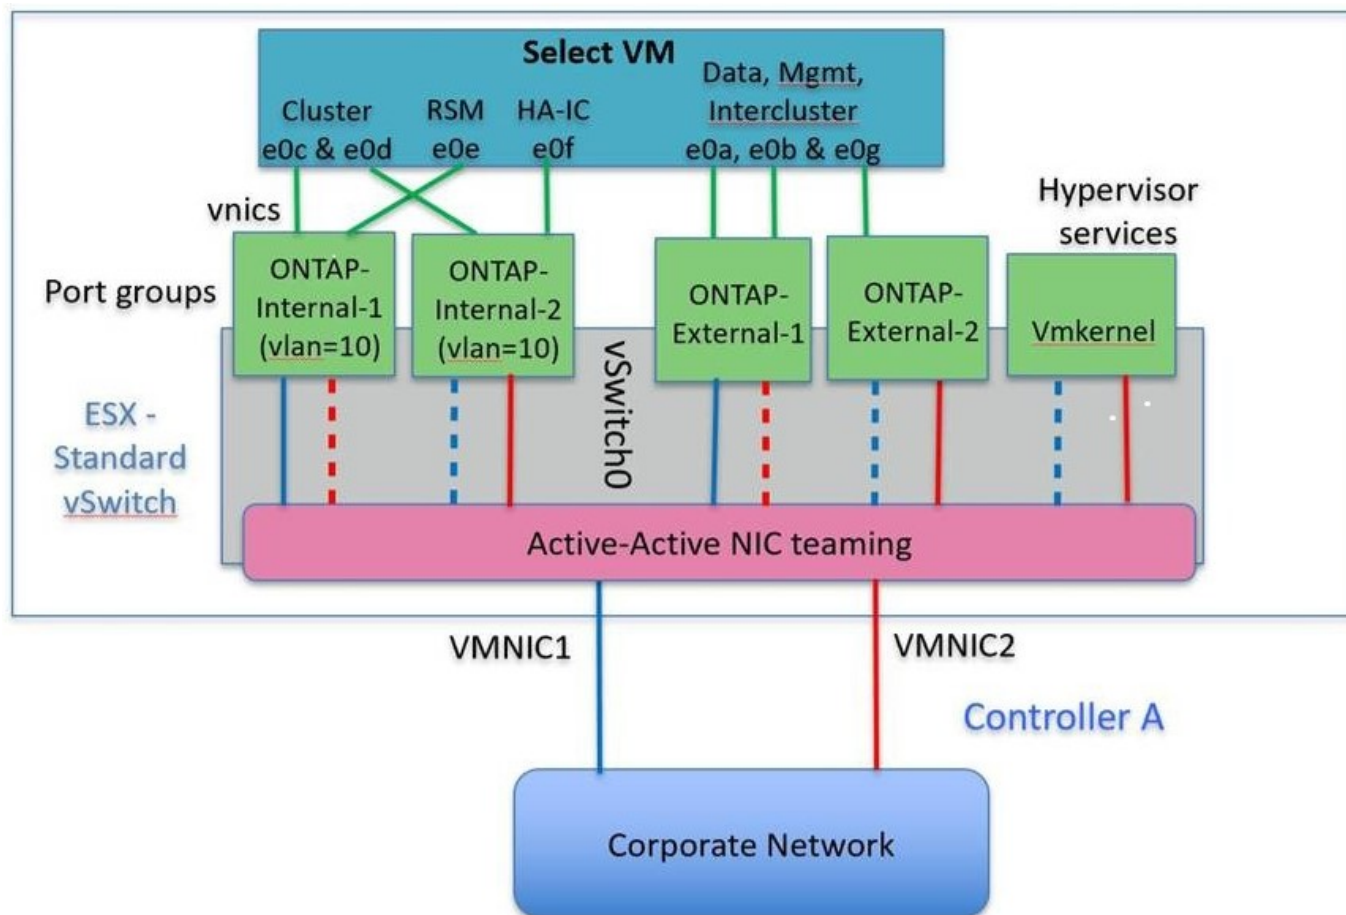 Select VM
Cluster
e0c & e0d
RSM
e0e
HA-IC
e0f
Data, Mgmt,
Intercluster
e0a, e0b & e0g
vnics
Hypervisor
services
Port groups
ONTAP-
Internal-1
(vlan=10)
ONTAP-
Internal-2
(vlan=10)
ONTAP-
External-1
ONTAP-
External-2
Vmkernel
ESX -
Standard
vSwitch
vSwitch0
Active-Active NIC teaming
VMNIC1
VMNIC2
Controller A
Corporate Network